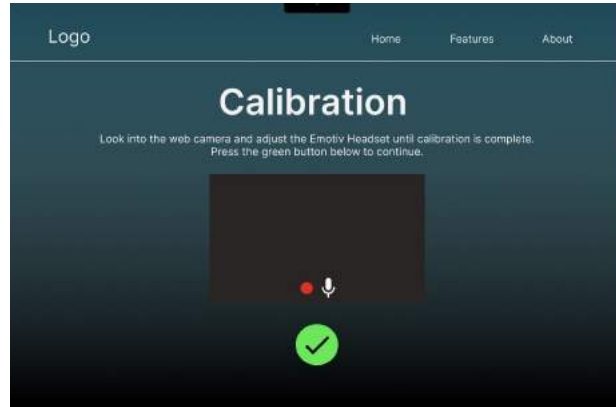 Logo
Home Features About
Calibration
Look into the web camera and adjust the Emotiv Headset until calibration is complete.
Press the green button below to continue.